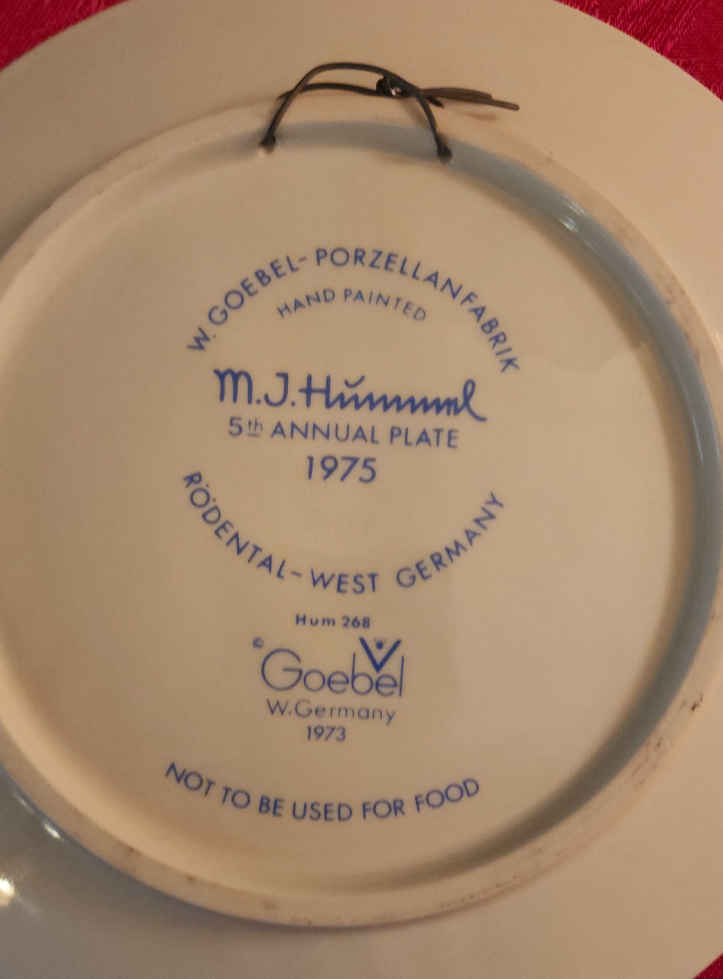 W. GOEBEL-PORZELLANFABRIK
HAND PAINTED
M.J.Hŭmmel
5th ANNUAL PLATE
1975
RÖDENTAL-WEST GERMANY
Hum 268
© Goebel
W.Germany
1973
NOT TO BE USED FOR FOOD